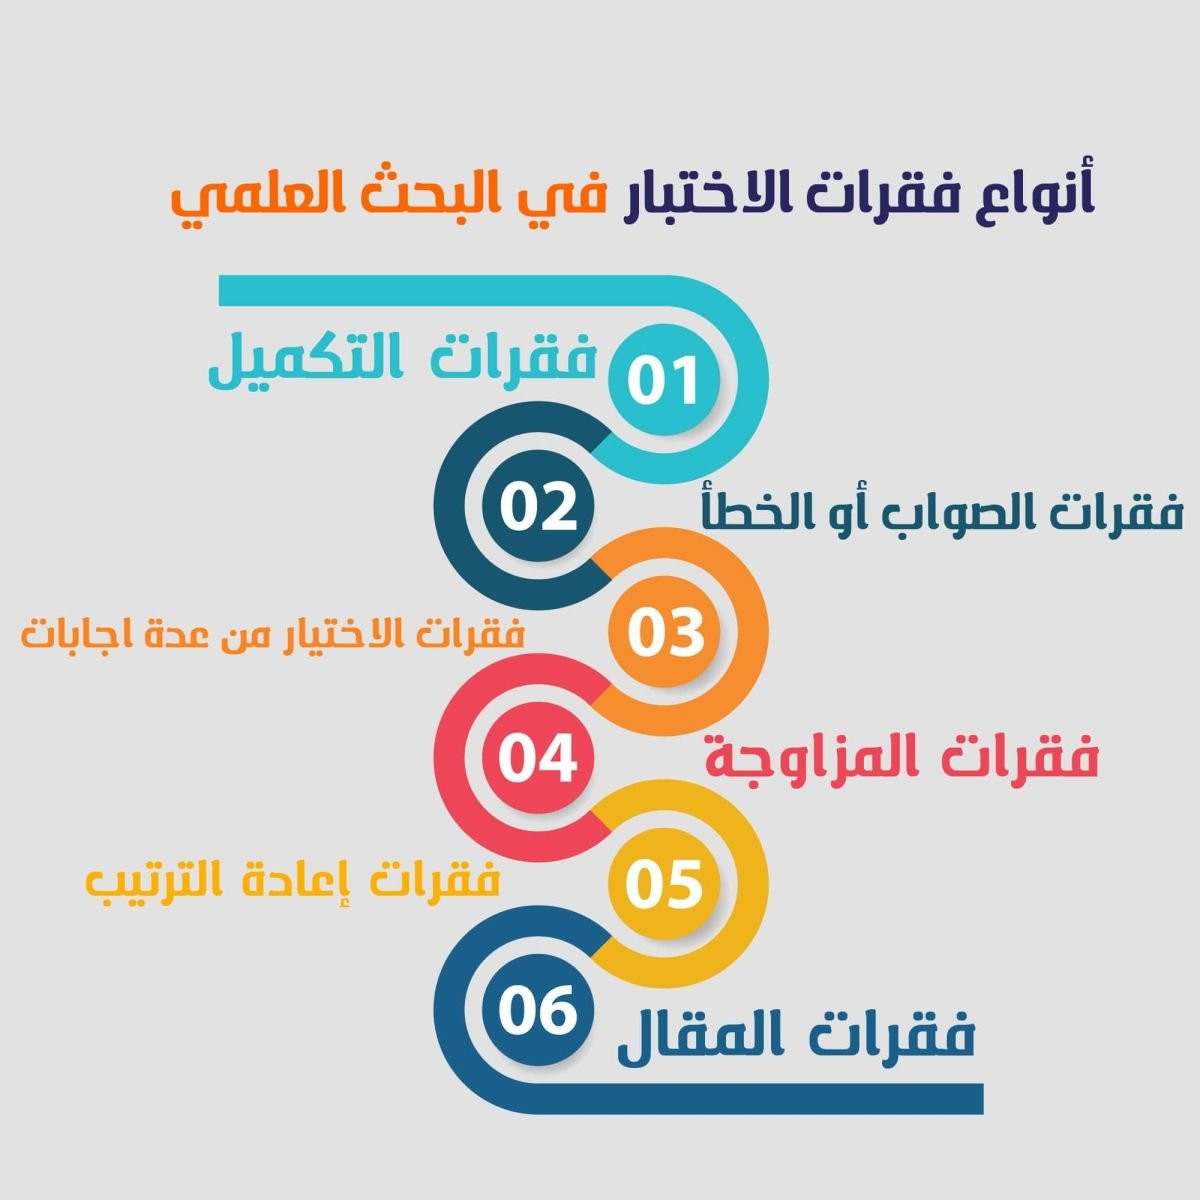 أنواع فقرات الاختبار في البحث العلمي
01
فقرات التكميل
02
فقرات الصواب أو الخطأ
03
فقرات الاختيار من عدة اجابات
04
فقرات المزاوجة
05
فقرات إعادة الترتيب
06
فقرات المقال